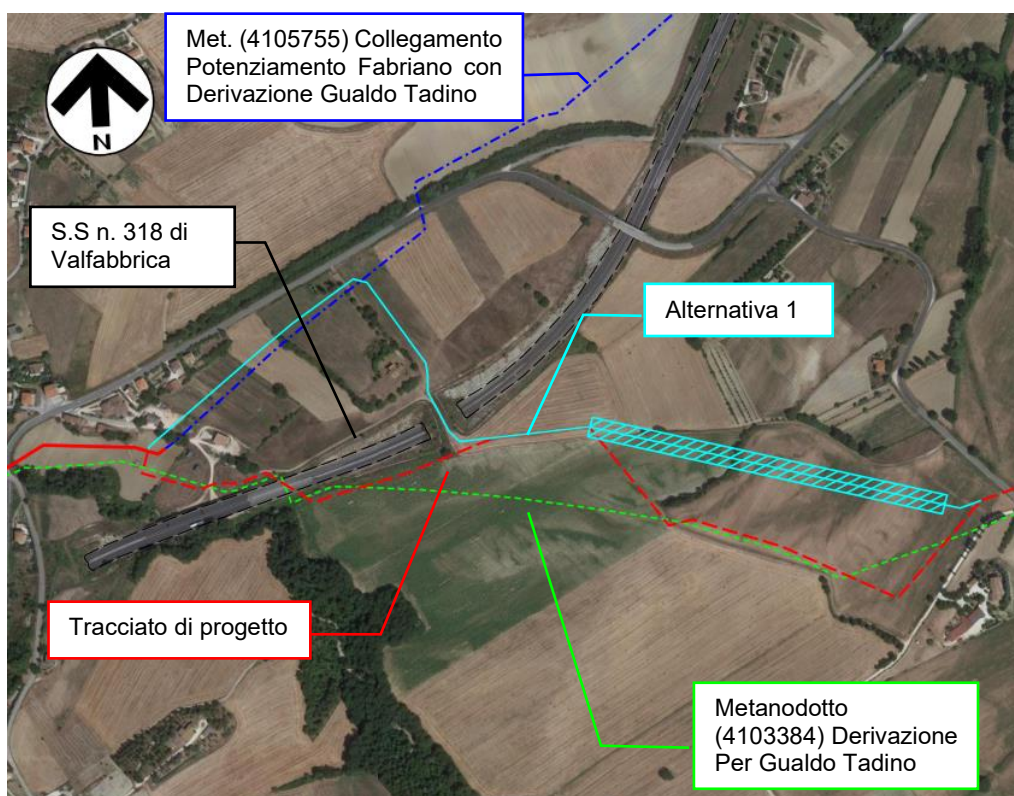 Met. (4105755) Collegamento
Potenziamento Fabriano con
Derivazione Gualdo Tadino
N
S.S n. 318 di
Valfabbrica
Alternativa 1
Tracciato di progetto
Metanodotto
(4103384) Derivazione
Per Gualdo Tadino